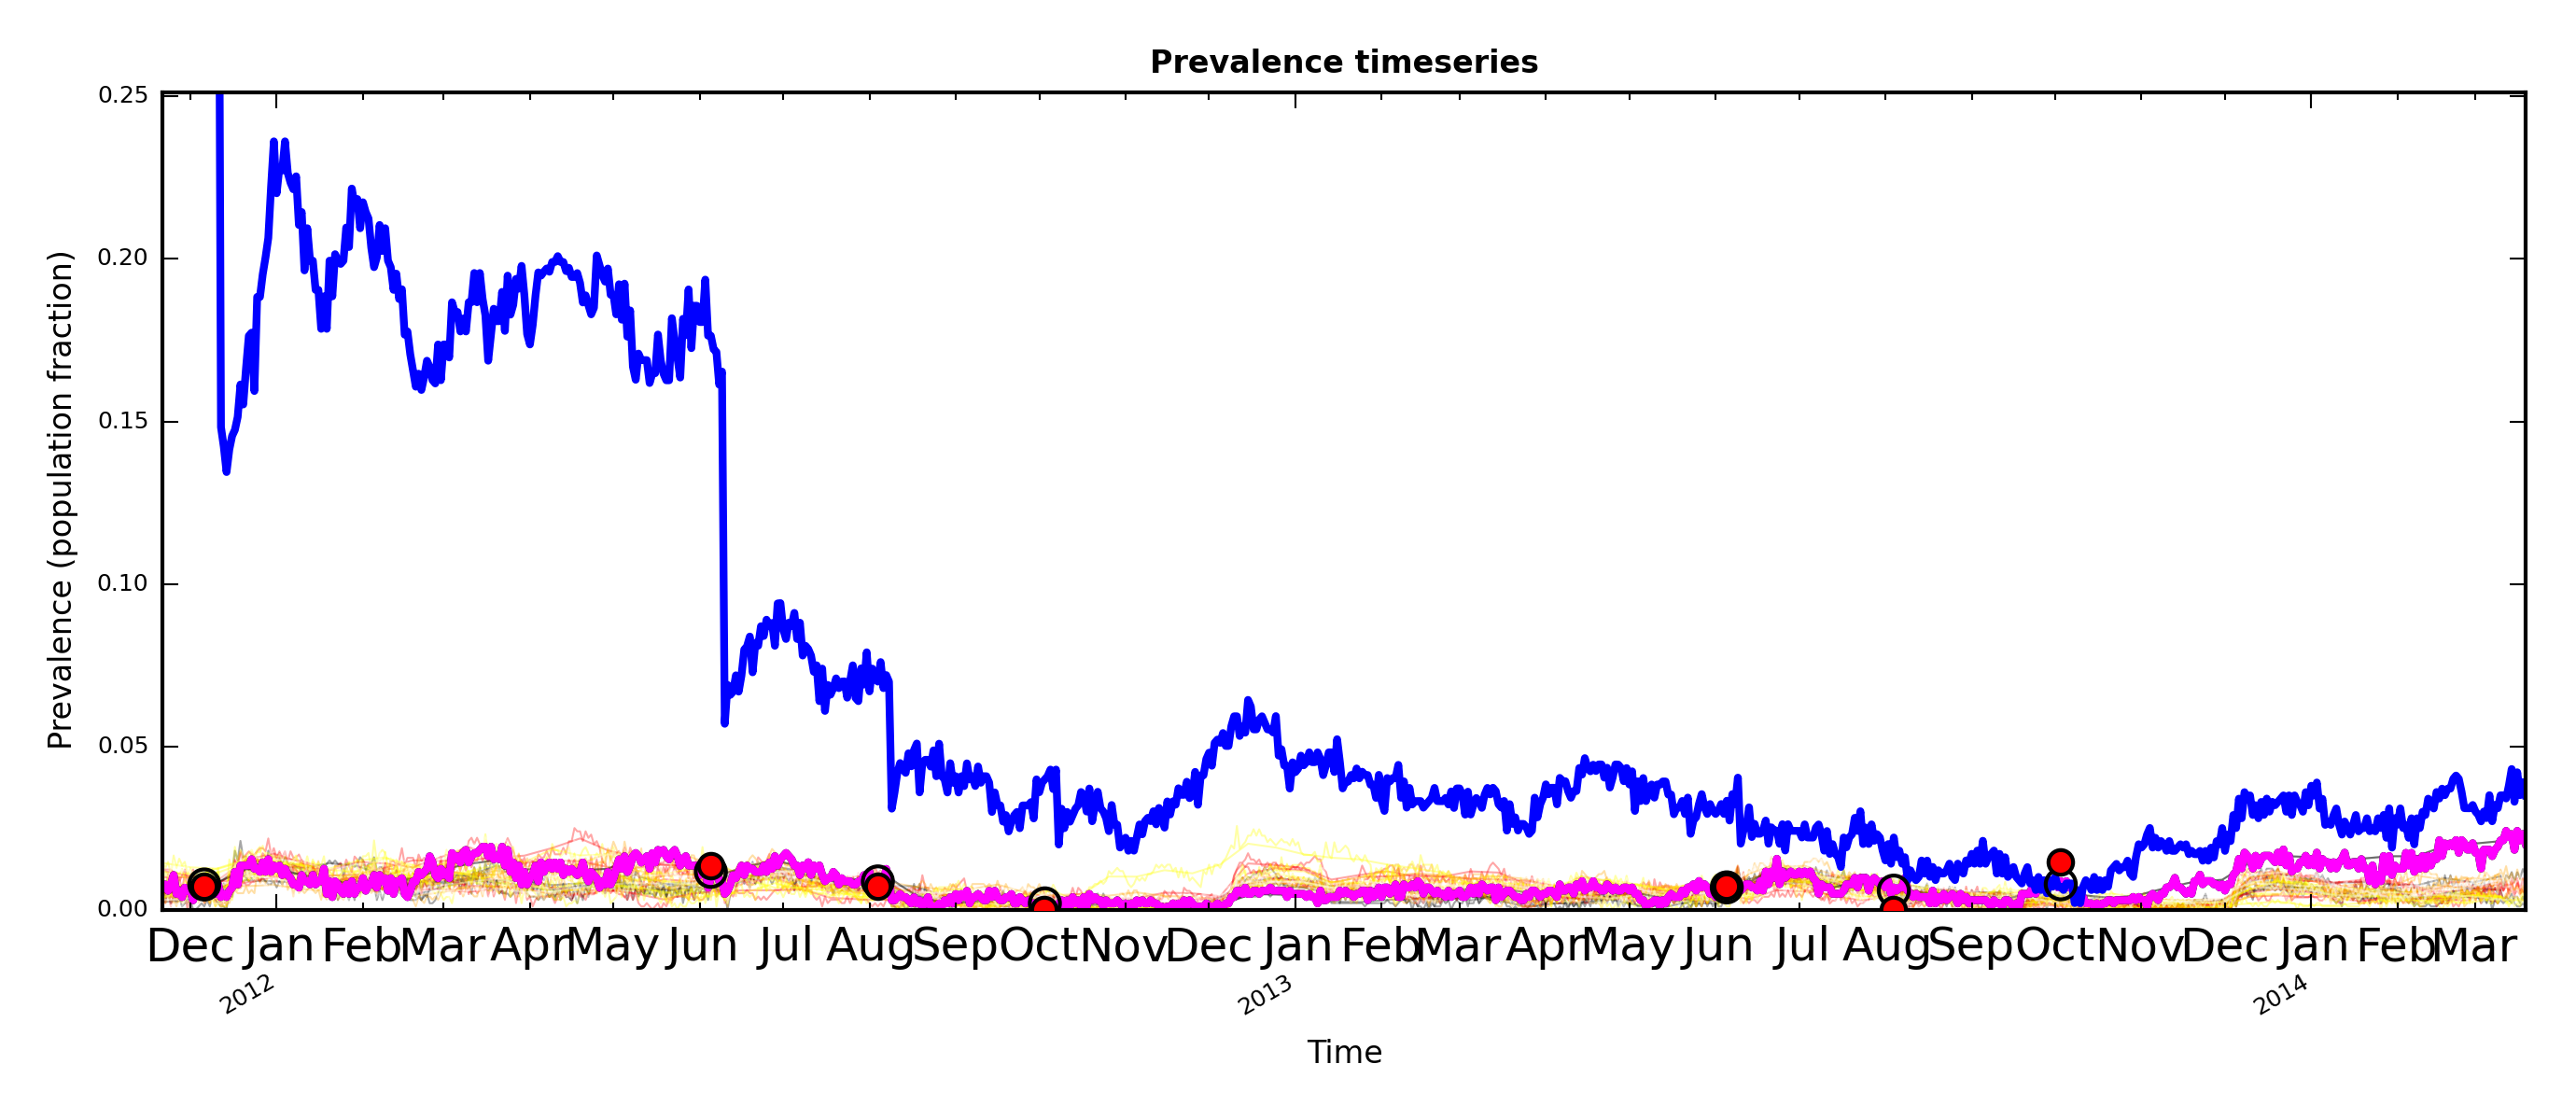 Prevalence timeseries
Prevalence (population fraction)
0.25
0.20
0.15
0.10
0.05
0.00
Dec Jan Feb Mar Apr May Jun Jul Aug Sep Oct Nov Dec Jan Feb Mar Apr May Jun Jul Aug Sep Oct Nov Dec Jan Feb Mar
2012 2013 2014
Time